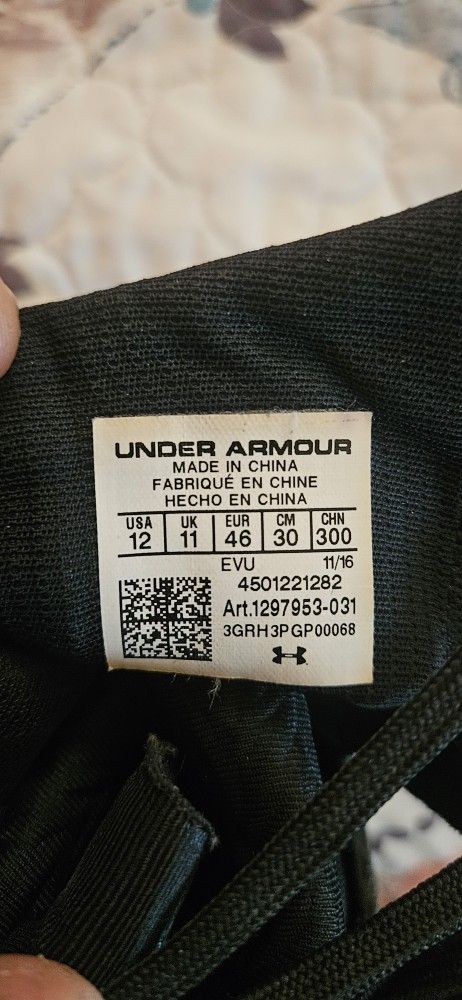 UNDER ARMOUR
MADE IN CHINA
FABRIQUÉ EN CHINE
HECHO EN CHINA
USA UK EUR CM CHN
12 11 46 30 300
EVU 11/16
4501221282
Art.1297953-031
3GRH3PGP00068